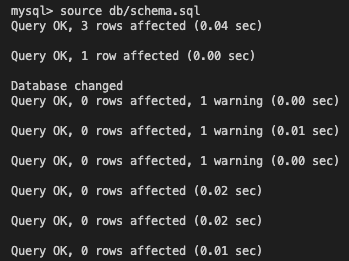 mysql> source db/schema.sql
Query OK, 3 rows affected (0.04 sec)
Query OK, 1 row affected (0.00 sec)
Database changed
Query OK, 0 rows affected, 1 warning (0.00 sec)
Query OK, 0 rows affected, 1 warning (0.01 sec)
Query OK, 0 rows affected, 1 warning (0.00 sec)
Query OK, 0 rows affected (0.02 sec)
Query OK, 0 rows affected (0.02 sec)
Query OK, 0 rows affected (0.01 sec)